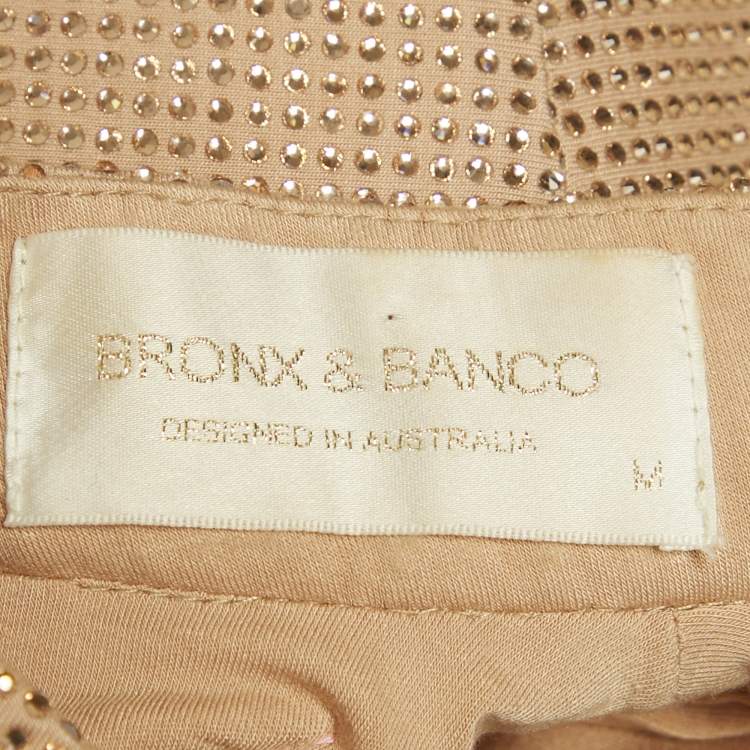 BRONX & BANCO
DESIGNED IN AUSTRALIA
M